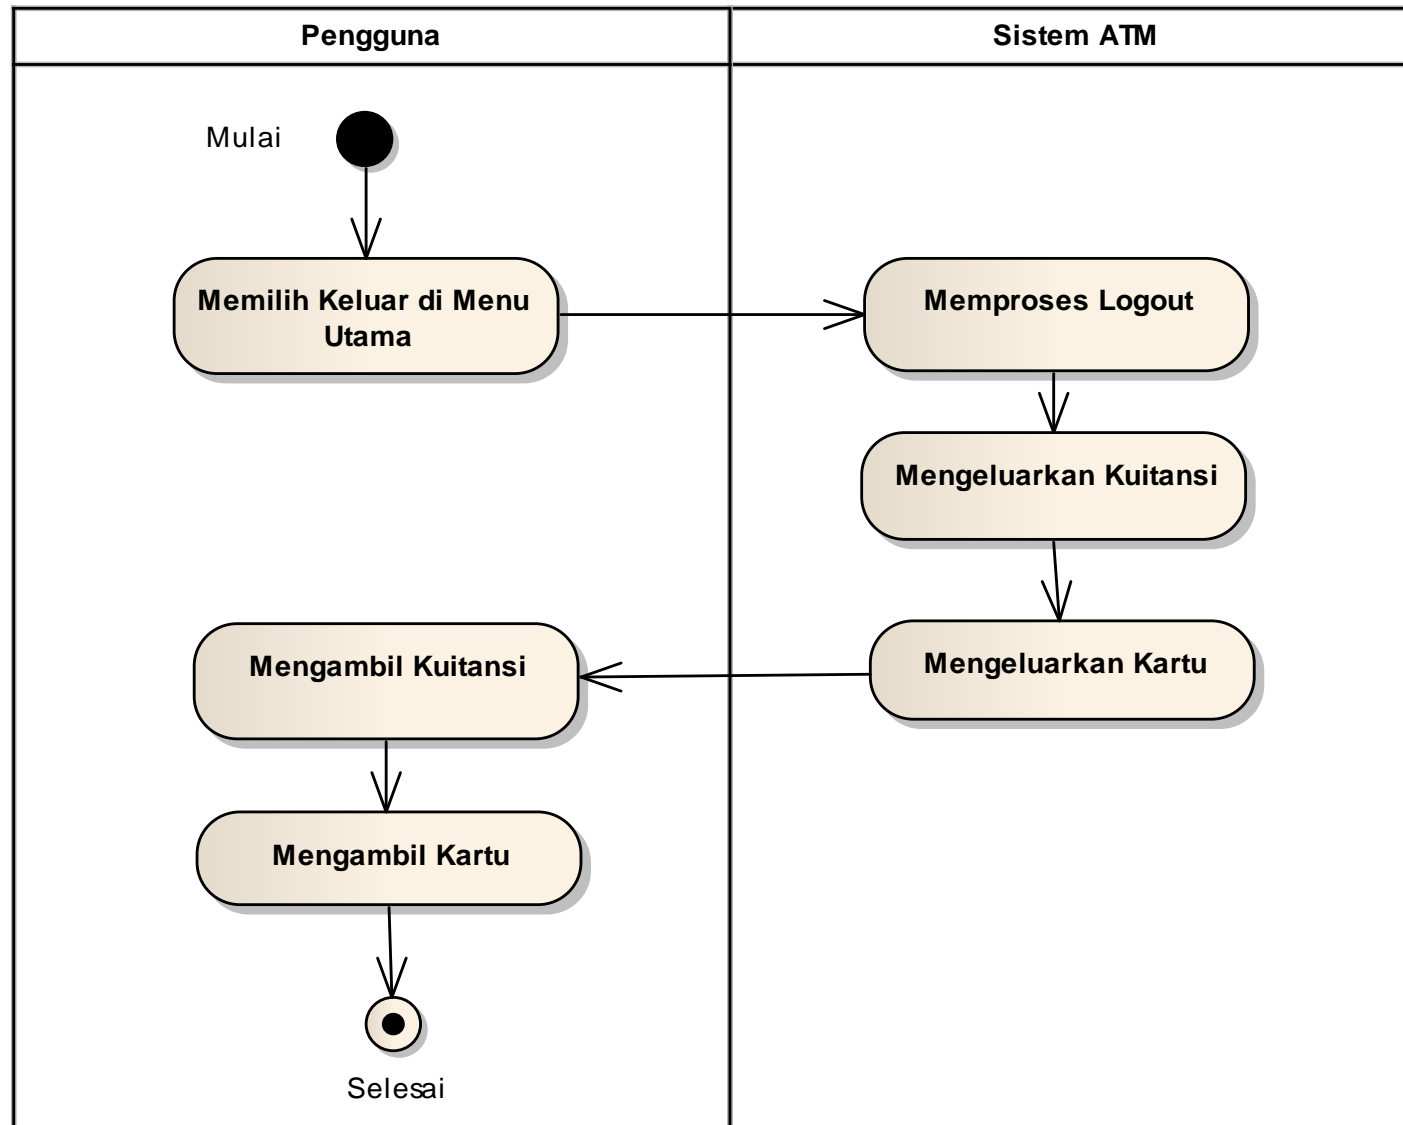 Pengguna
Sistem ATM
Mulai
Memilih Keluar di Menu
Utama
Memproses Logout
Mengeluarkan Kuitansi
Mengeluarkan Kartu
Mengambil Kuitansi
Mengambil Kartu
Selesai